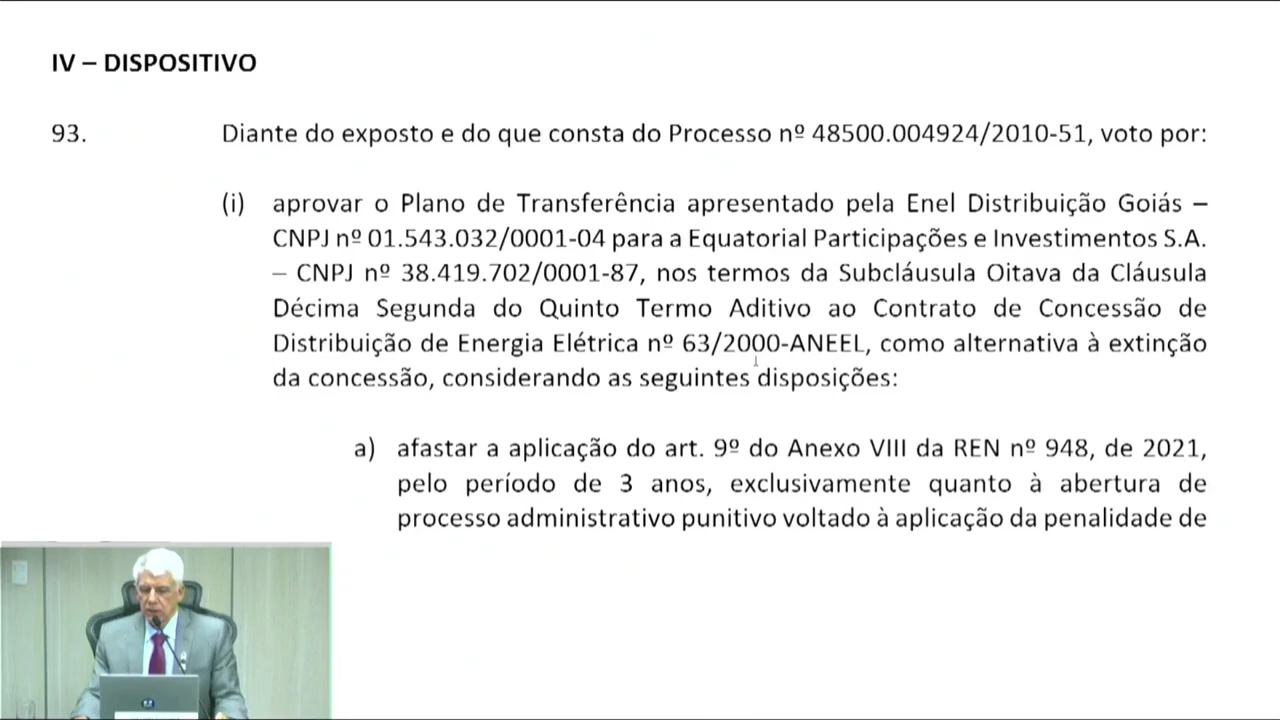 IV – DISPOSITIVO
93. Diante do exposto e do que consta do Processo nº 48500.004924/2010-51, voto por:
(i) aprovar o Plano de Transferência apresentado pela Enel Distribuição Goiás –
CNPJ nº 01.543.032/0001-04 para a Equatorial Participações e Investimentos S.A.
– CNPJ nº 38.419.702/0001-87, nos termos da Subcláusula Oitava da Cláusula
Décima Segunda do Quinto Termo Aditivo ao Contrato de Concessão de
Distribuição de Energia Elétrica nº 63/2000-ANEEL, como alternativa à extinção
da concessão, considerando as seguintes disposições:
a) afastar a aplicação do art. 9º do Anexo VIII da REN nº 948, de 2021,
pelo período de 3 anos, exclusivamente quanto à abertura de
processo administrativo punitivo voltado à aplicação da penalidade de